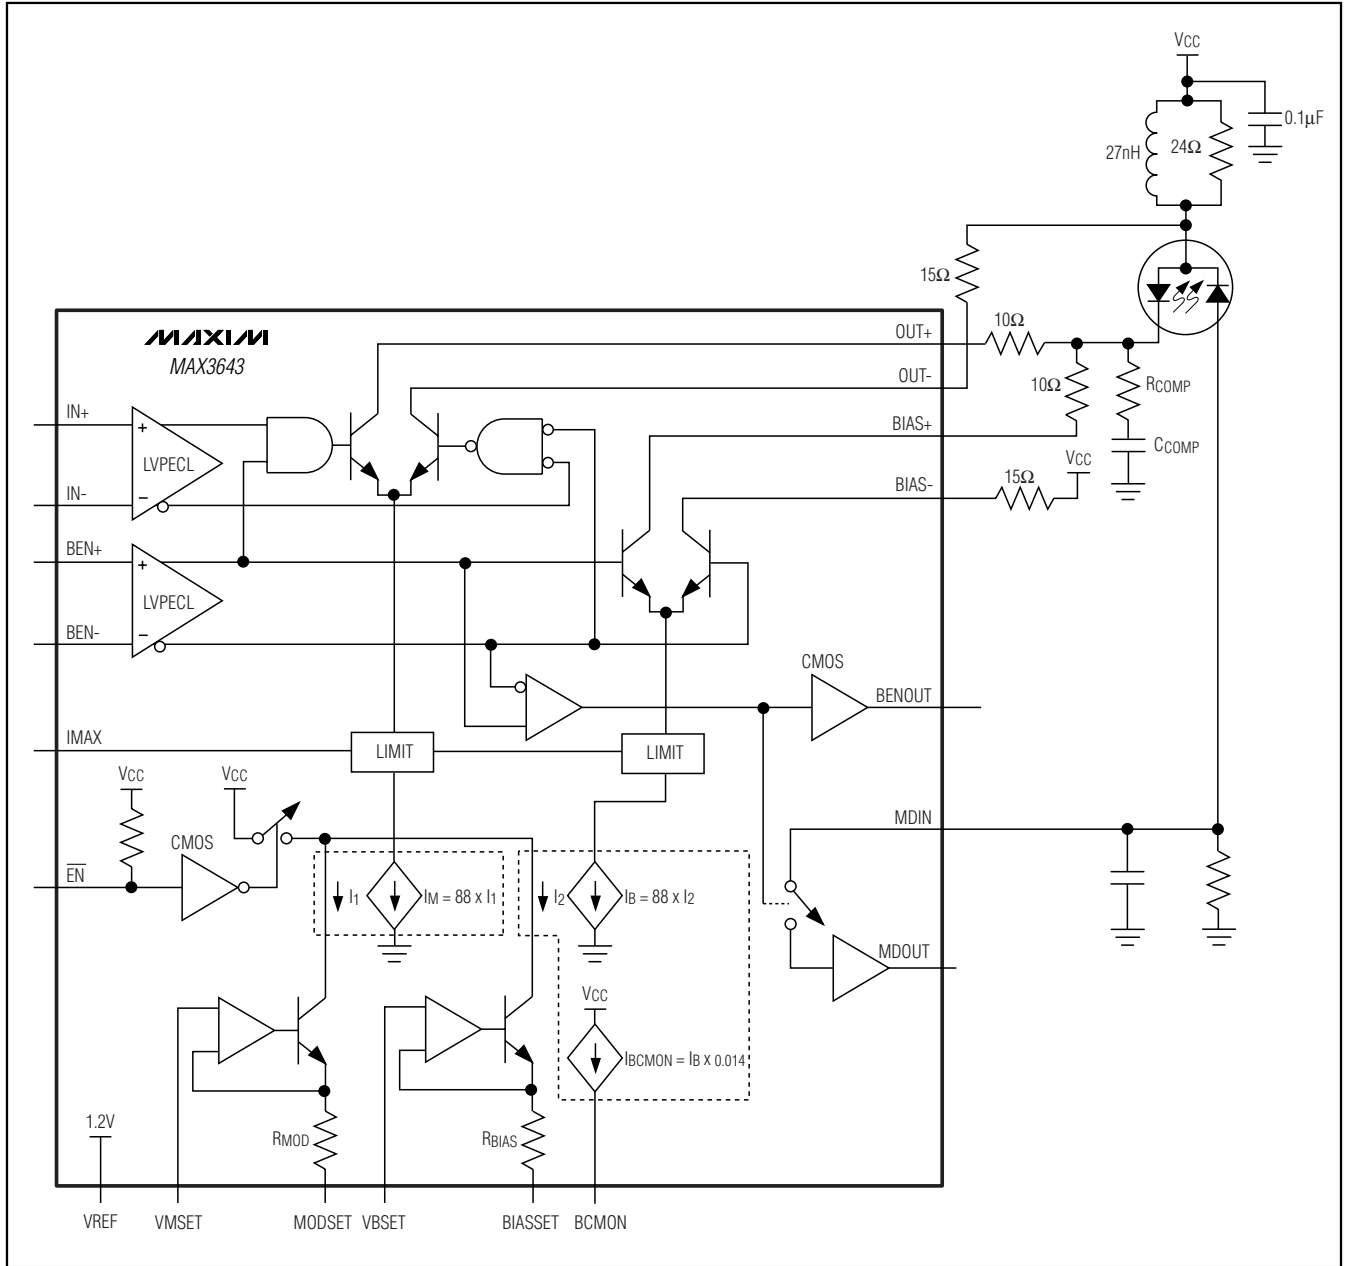 VCC
0.1µF
27nH
24Ω
15Ω
MAXIM
MAX3643
OUT+
10Ω
OUT-
10Ω
RCOMP
IN+
BIAS+
CCOMP
LVPECL
VCC
IN-
BIAS-
15Ω
BEN+
LVPECL
BEN-
CMOS
BENOUT
IMAX
LIMIT
LIMIT
VCC
VCC
MDIN
CMOS
EN
I1
IM = 88 x I1
I2
IB = 88 x I2
MDOUT
VCC
IBCMON = IB x 0.014
1.2V
RMOD
RBIAS
VREF
VMSET
MODSET
VBSET
BIASSET
BCMON